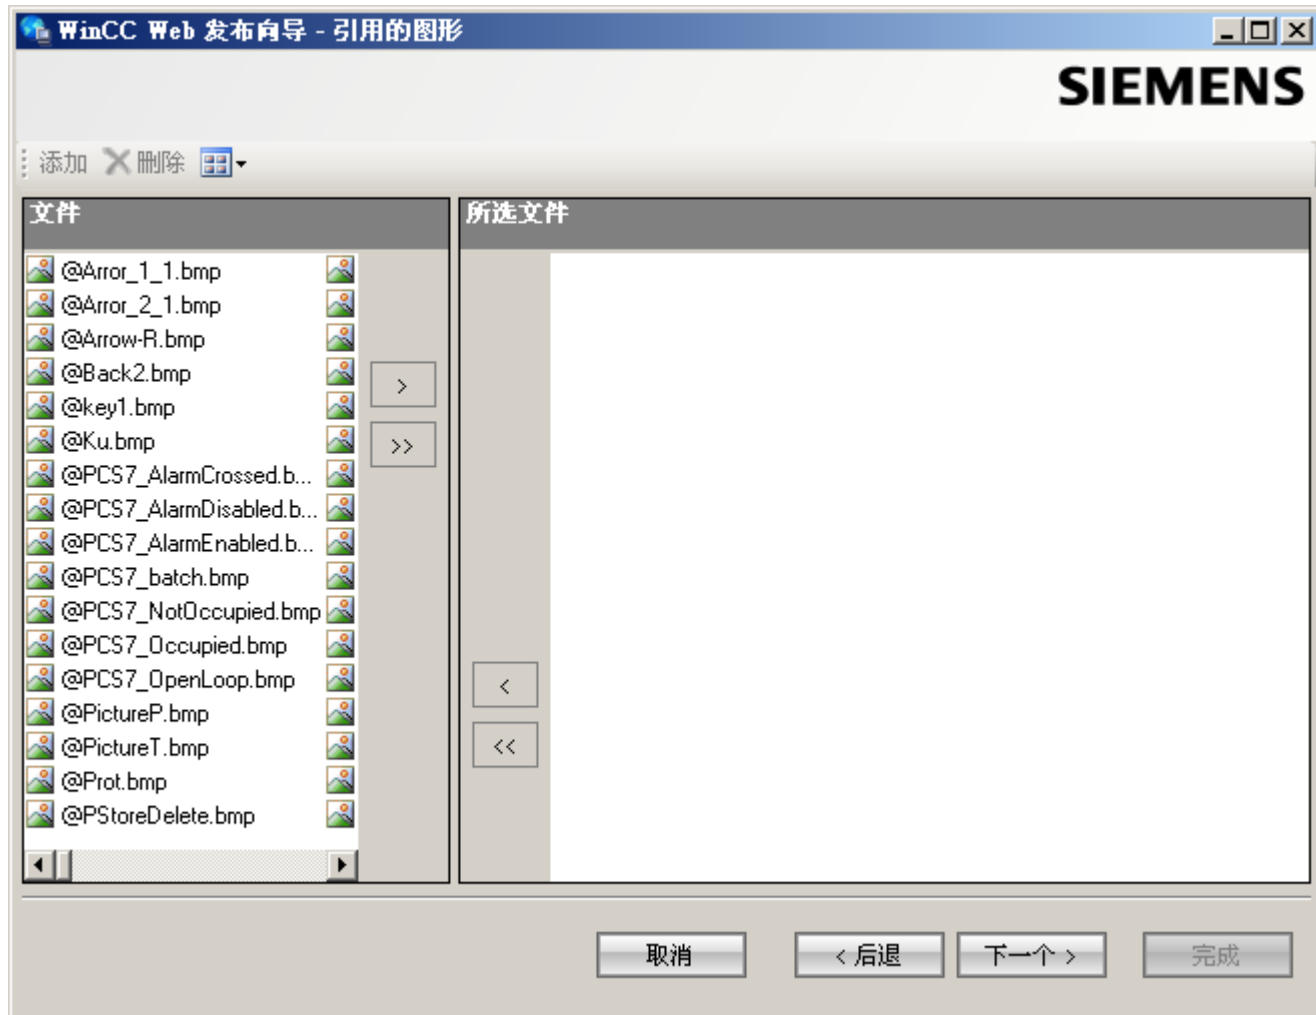 WinCC Web 发布向导 - 引用的图形
SIEMENS
添加 删除
文件
所选文件
@Arror_1_1.bmp
@Arror_2_1.bmp
@Arrow-R.bmp
@Back2.bmp
@key1.bmp
@Ku.bmp
@PCS7_AlarmCrossed.b...
@PCS7_AlarmDisabled.b...
@PCS7_AlarmEnabled.b...
@PCS7_batch.bmp
@PCS7_NotOccupied.bmp
@PCS7_Occupied.bmp
@PCS7_OpenLoop.bmp
@PictureP.bmp
@PictureT.bmp
@Prot.bmp
@PStoreDelete.bmp
>
>>
<
<<
取消 < 后退 下一个 > 完成